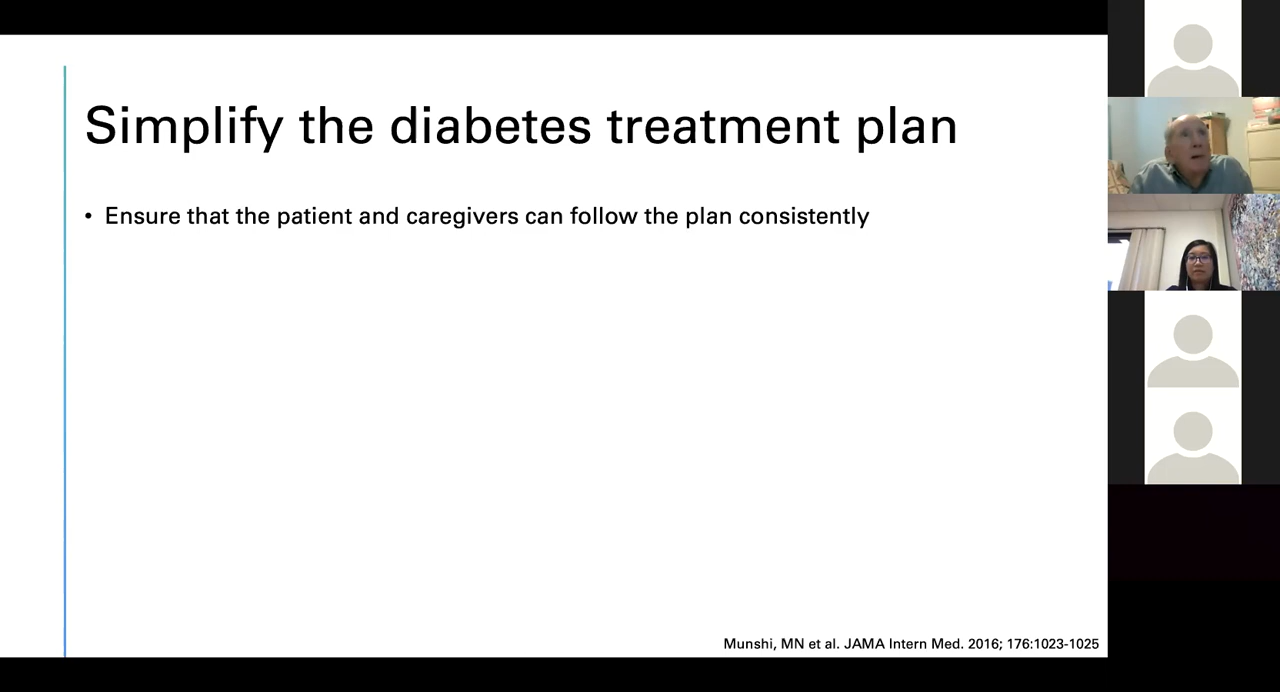 Simplify the diabetes treatment plan
• Ensure that the patient and caregivers can follow the plan consistently
Munshi, MN et al. JAMA Intern Med. 2016; 176:1023-1025